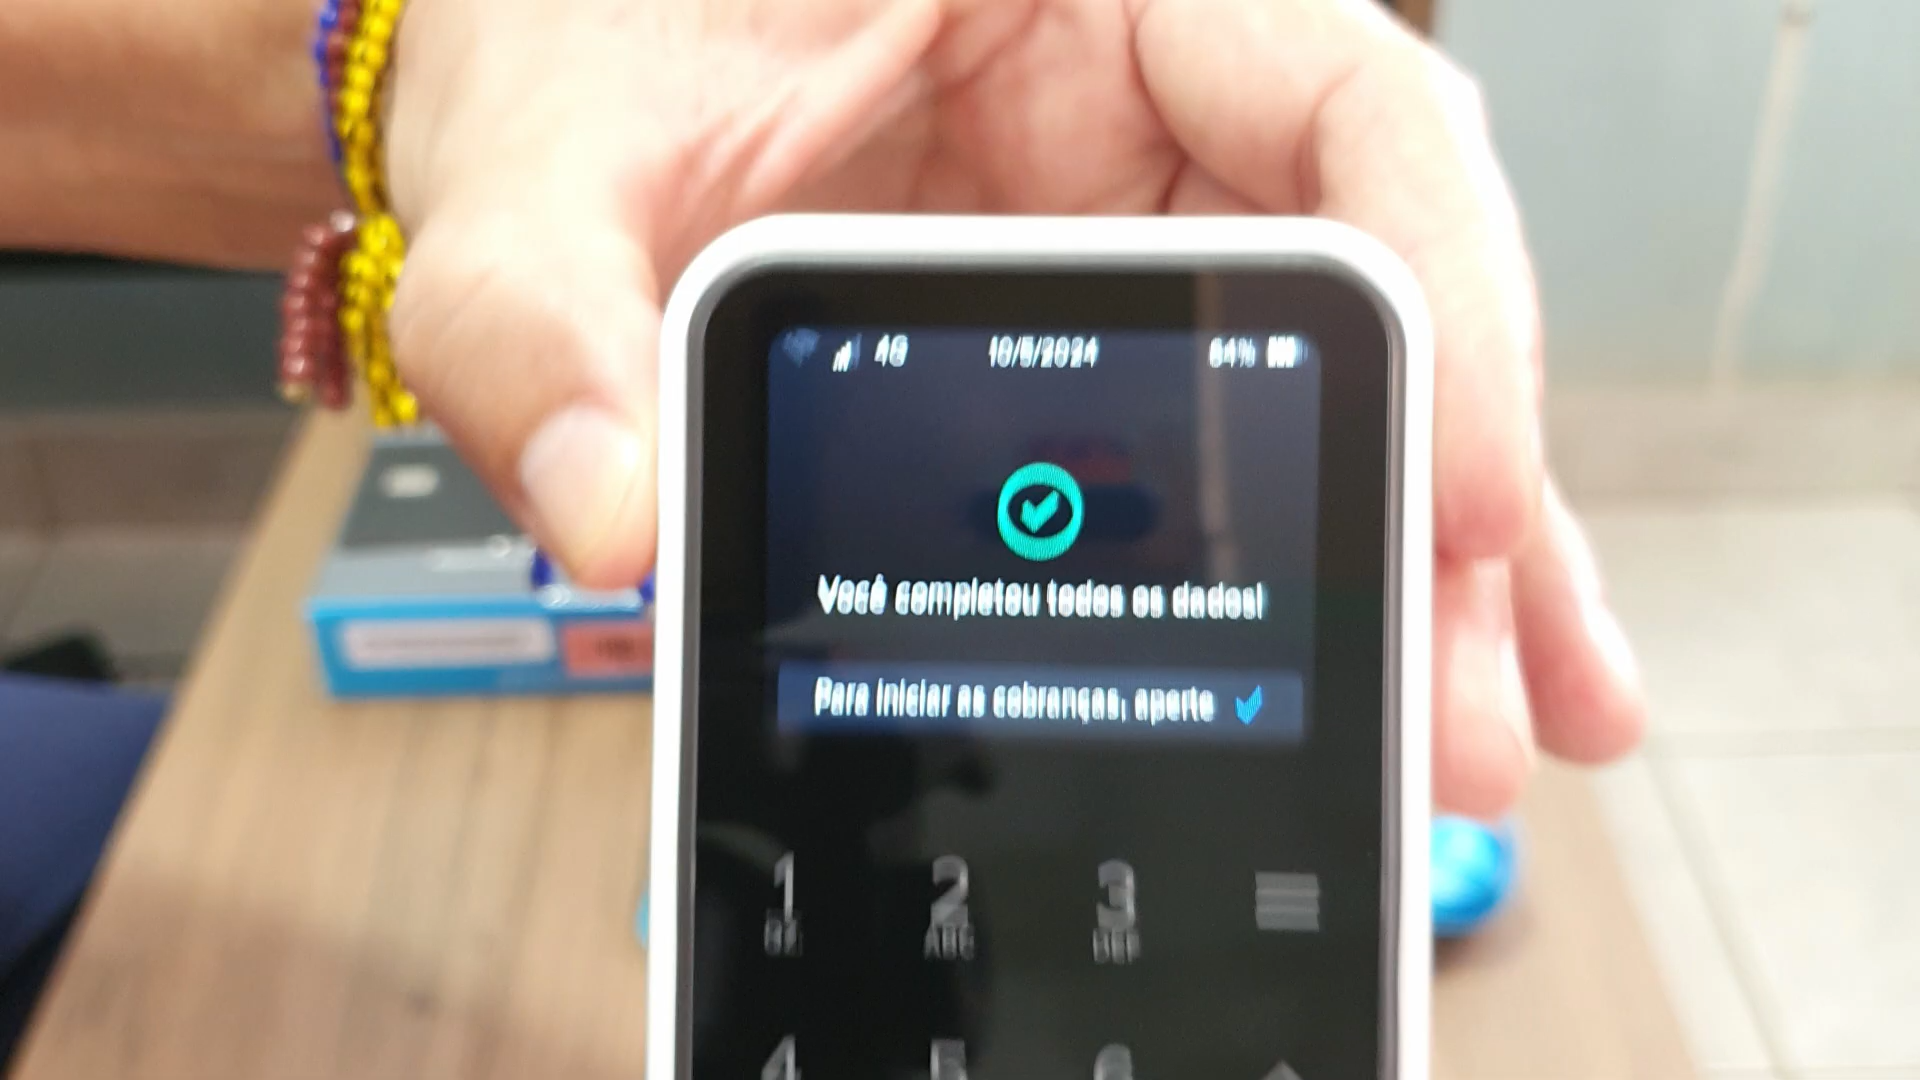 4G 10/5/2024 64%
Você completou todos os dados!
Para iniciar as cobranças, aperte
1 2 3
ABC DEF
4 5 6